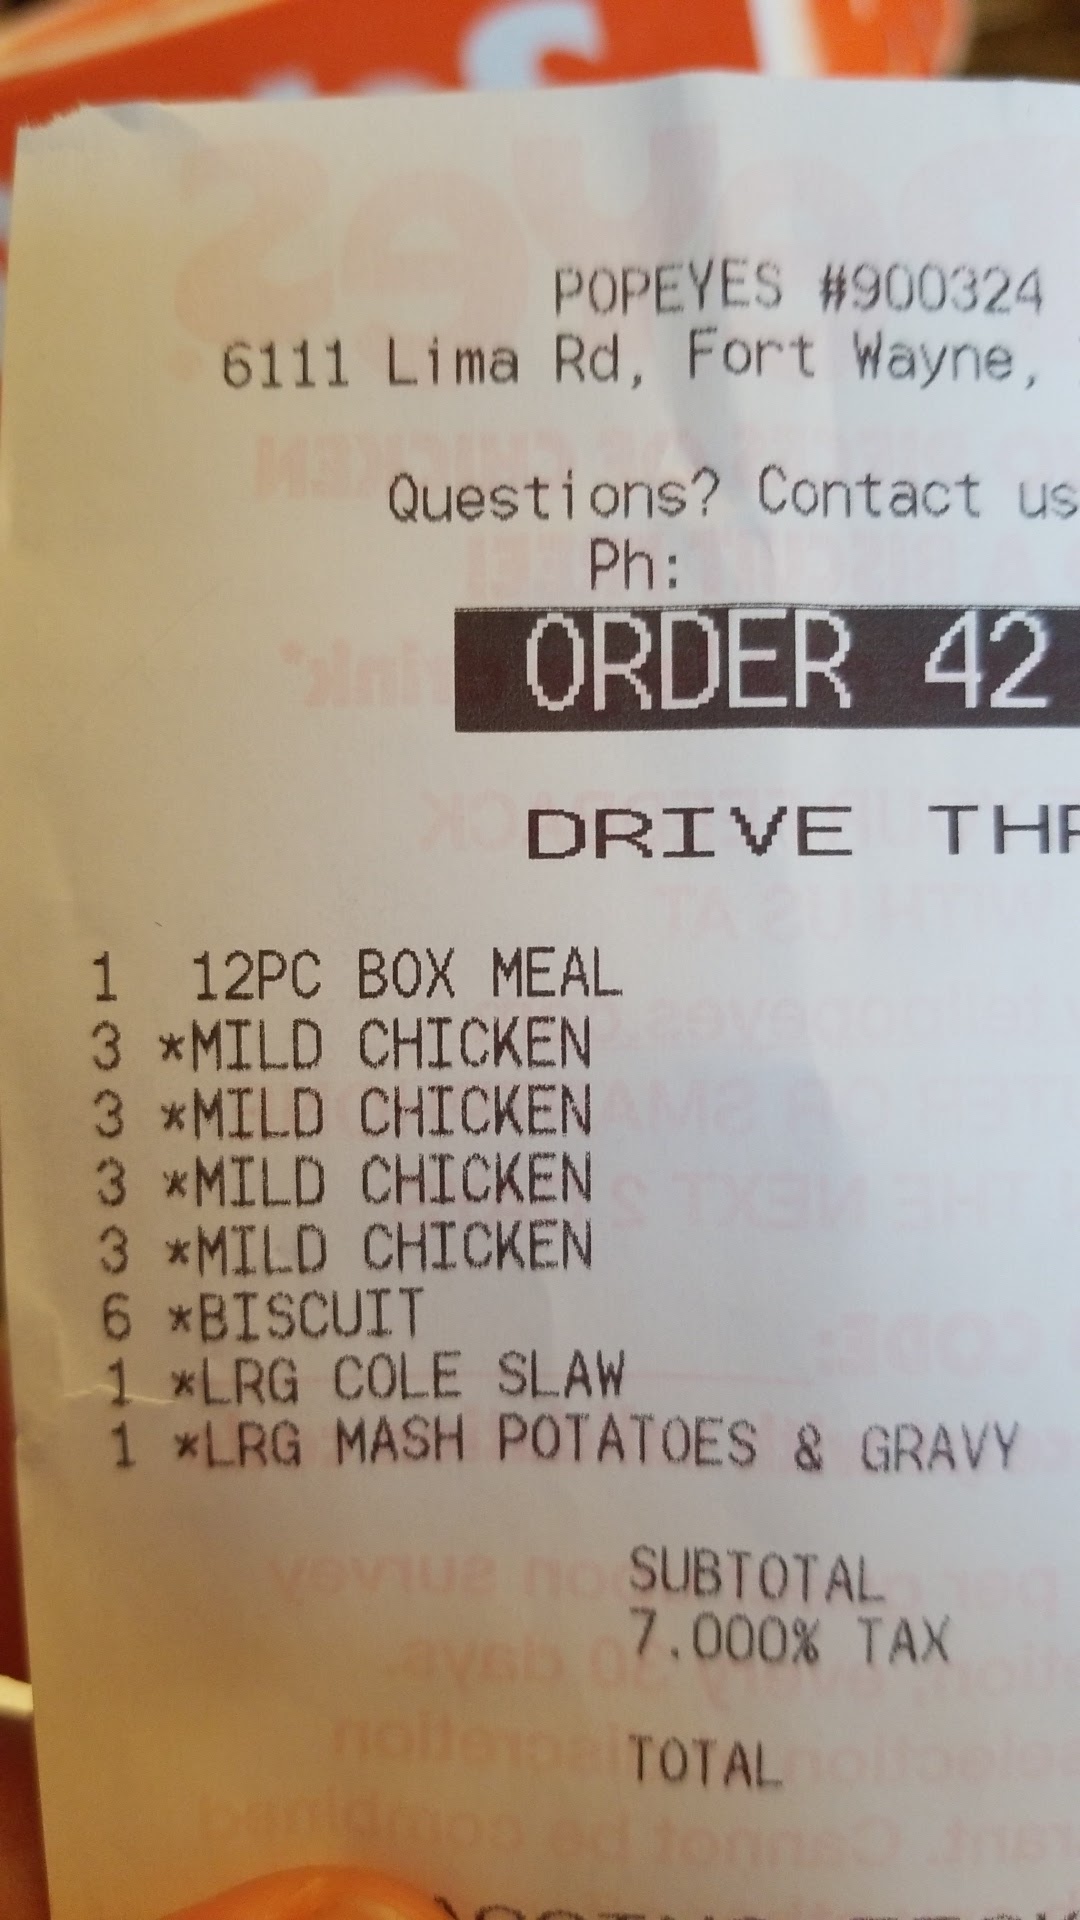 POPEYES #900324
6111 Lima Rd, Fort Wayne,
Questions? Contact us
Ph:
ORDER 42
DRIVE
1 12PC BOX MEAL
3 *MILD CHICKEN
3 *MILD CHICKEN
3 *MILD CHICKEN
3 *MILD CHICKEN
6 *BISCUIT
1 *LRG COLE SLAW
1 *LRG MASH POTATOES & GRAVY
SUBTOTAL
7.000% TAX
TOTAL